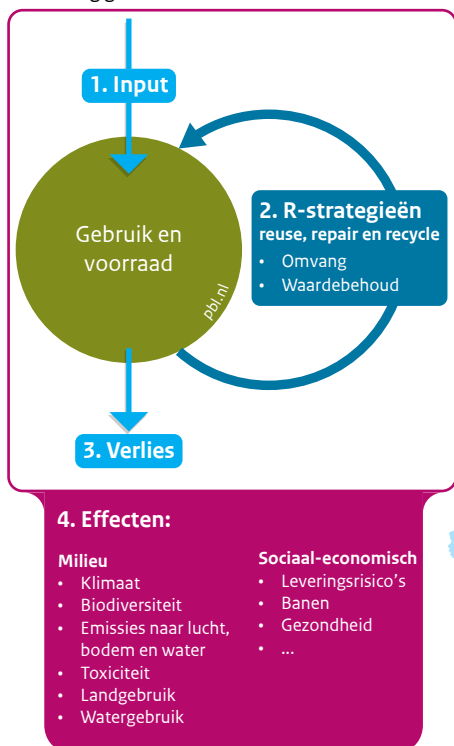 1. Input
Gebruik en
voorraad
pbl.nl
2. R-strategieën
reuse, repair en recycle
• Omvang
• Waardebehoud
3. Verlies
4. Effecten:
Milieu
• Klimaat
• Biodiversiteit
• Emissies naar lucht,
bodem en water
• Toxiciteit
• Landgebruik
• Watergebruik
Sociaal-economisch
• Leveringsrisico's
• Banen
• Gezondheid
• ...